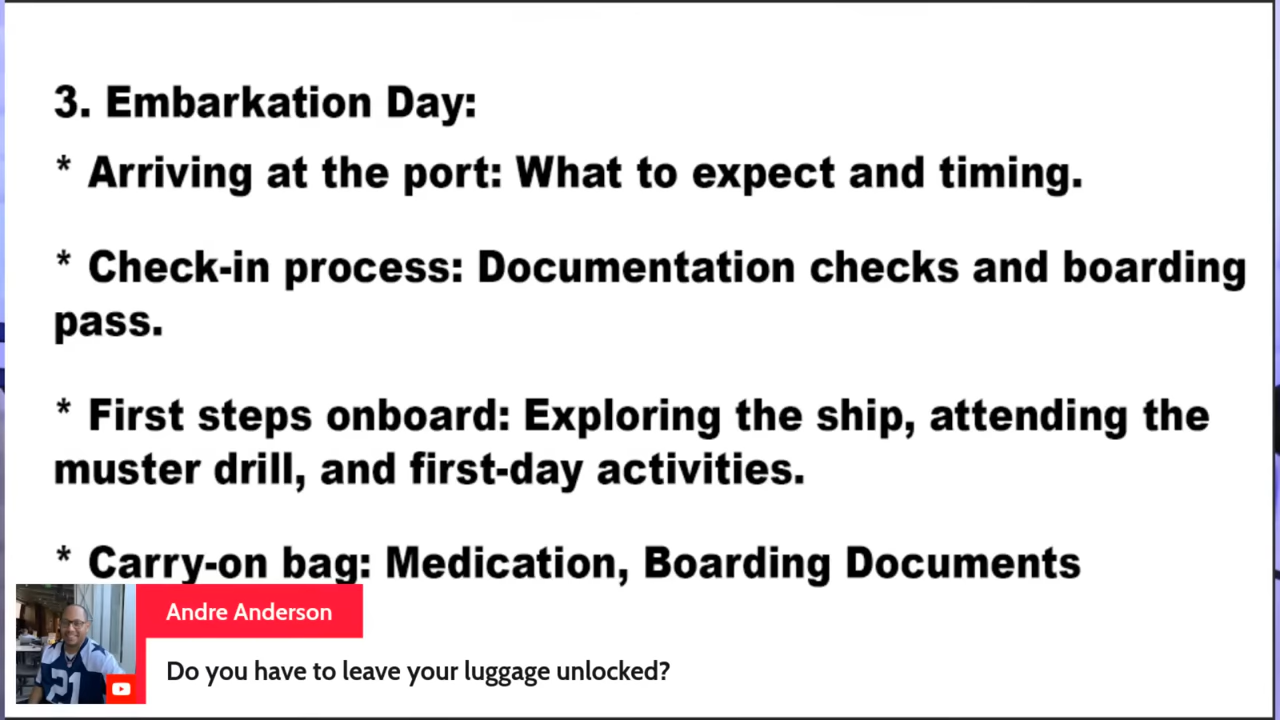 3. Embarkation Day:
* Arriving at the port: What to expect and timing.
* Check-in process: Documentation checks and boarding
pass.
* First steps onboard: Exploring the ship, attending the
muster drill, and first-day activities.
* Carry-on bag: Medication, Boarding Documents
Andre Anderson
21
Do you have to leave your luggage unlocked?